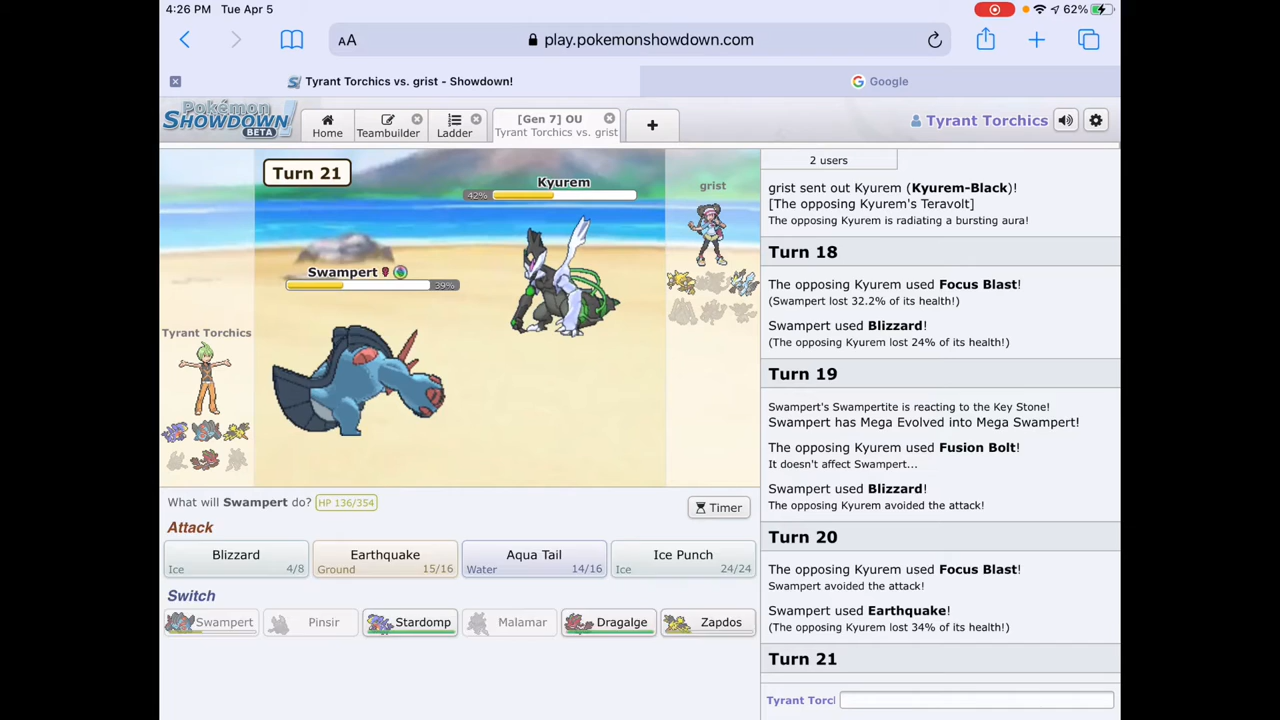 4:26 PM Tue Apr 5
62%
AA
play.pokemonshowdown.com
Tyrant Torchics vs. grist - Showdown!
Google
Pokémon
SHOWDOWN!
BETA
Home
Teambuilder
Ladder
[Gen 7] OU
Tyrant Torchics vs. grist
Tyrant Torchics
Turn 21
Kyurem
42%
grist
Swampert
39%
Tyrant Torchics
What will Swampert do? HP 136/354
Timer
Attack
Blizzard
Ice 4/8
Earthquake
Ground 15/16
Aqua Tail
Water 14/16
Ice Punch
Ice 24/24
Switch
Swampert
Pinsir
Stardomp
Malamar
Dragalge
Zapdos
2 users
grist sent out Kyurem (Kyurem-Black)!
[The opposing Kyurem's Teravolt]
The opposing Kyurem is radiating a bursting aura!
Turn 18
The opposing Kyurem used Focus Blast!
(Swampert lost 32.2% of its health!)
Swampert used Blizzard!
(The opposing Kyurem lost 24% of its health!)
Turn 19
Swampert's Swampertite is reacting to the Key Stone!
Swampert has Mega Evolved into Mega Swampert!
The opposing Kyurem used Fusion Bolt!
It doesn't affect Swampert...
Swampert used Blizzard!
The opposing Kyurem avoided the attack!
Turn 20
The opposing Kyurem used Focus Blast!
Swampert avoided the attack!
Swampert used Earthquake!
(The opposing Kyurem lost 34% of its health!)
Turn 21
Tyrant Torc